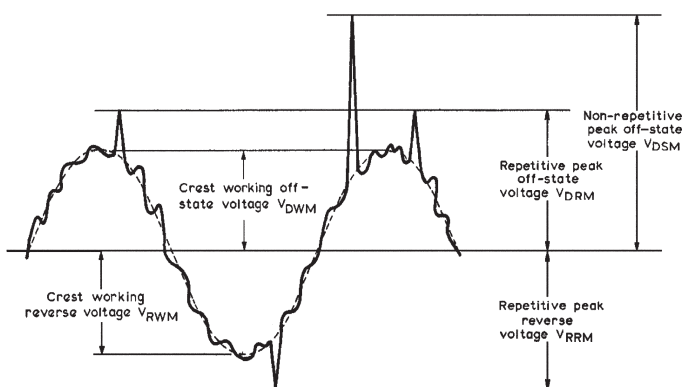 Non-repetitive
peak off-state
voltage VDSM
Repetitive peak
off-state
voltage VDRM
Crest working off-
state voltage VDWM
Crest working
reverse voltage VRWM
Repetitive peak
reverse
voltage VRRM